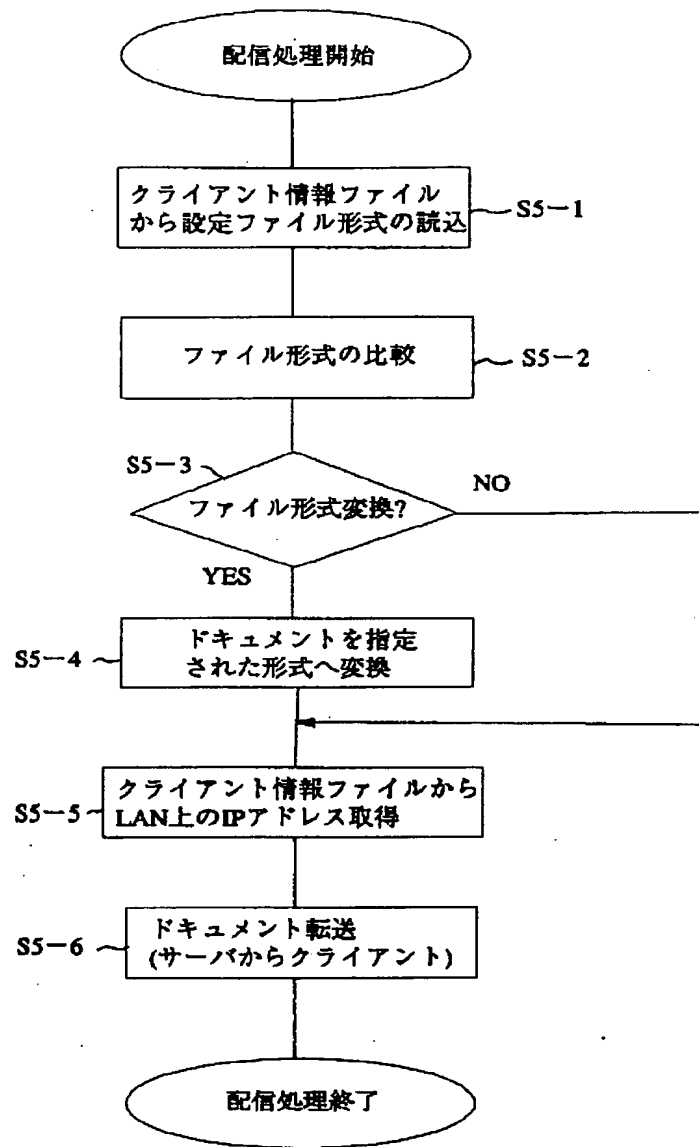 配信処理開始
クライアント情報ファイル
から設定ファイル形式の読込
S5-1
ファイル形式の比較
S5-2
S5-3
ファイル形式変換?
NO
YES
ドキュメントを指定
された形式へ変換
S5-4
クライアント情報ファイルから
LAN上のIPアドレス取得
S5-5
ドキュメント転送
(サーバからクライアント)
S5-6
配信処理終了